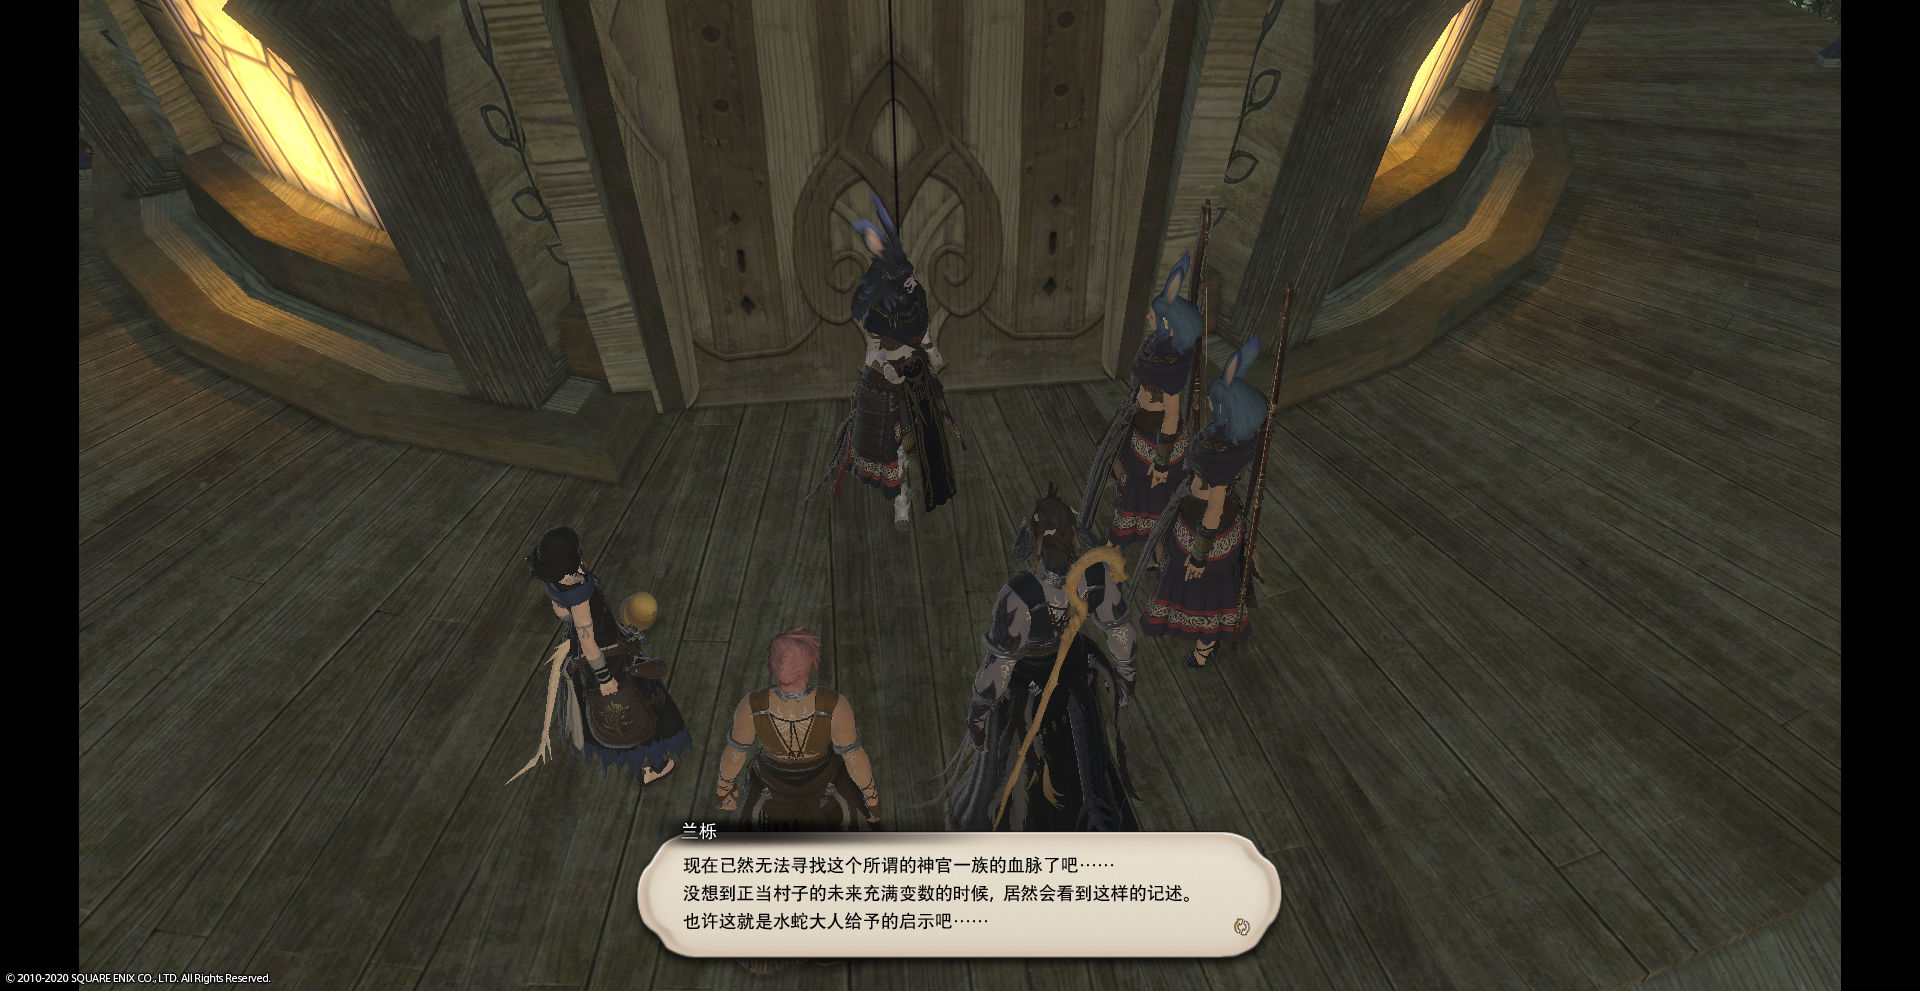 兰栎
现在已然无法寻找这个所谓的神官一族的血脉了吧……
没想到正当村子的未来充满变数的时候，居然会看到这样的记述。
也许这就是水蛇大人给予的启示吧……
© 2010-2020 SQUARE ENIX CO., LTD. All Rights Reserved.